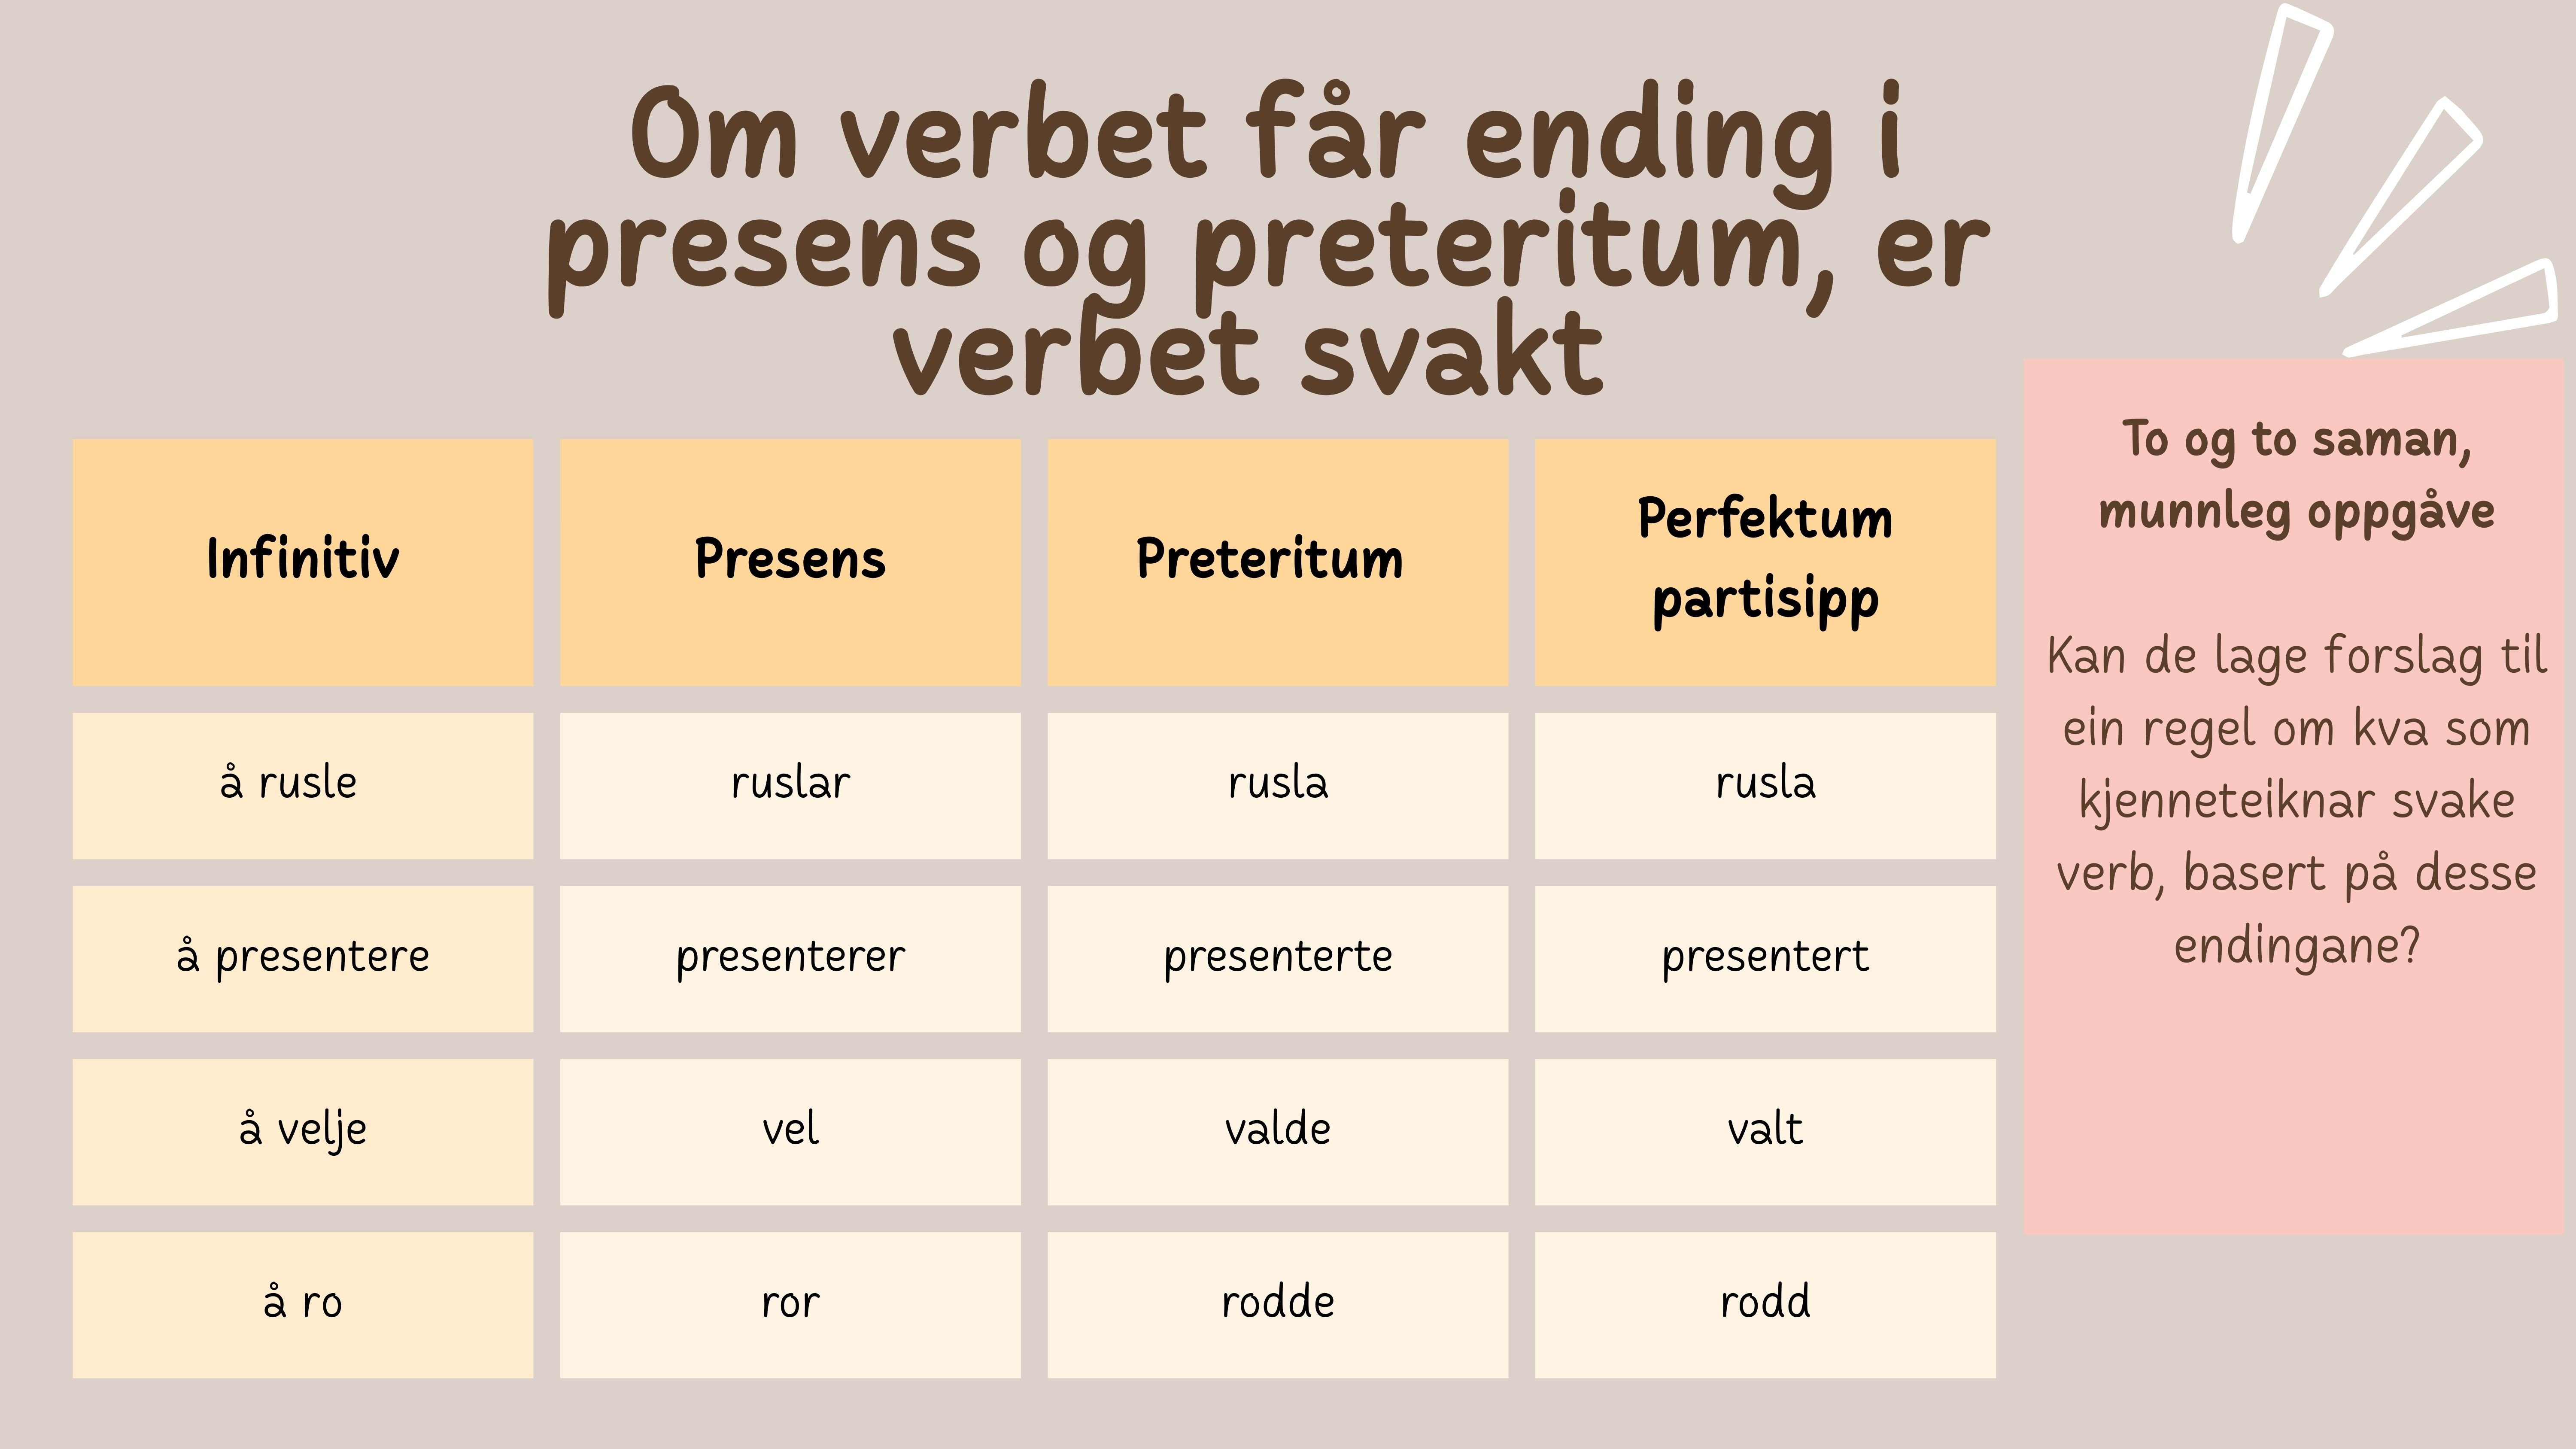 Om verbet får ending i
presens og preteritum, er
verbet svakt
Infinitiv
Presens
Preteritum
Perfektum
partisipp
å rusle
ruslar
rusla
rusla
å presentere
presenterer
presenterte
presentert
å velje
vel
valde
valt
å ro
ror
rodde
rodd
To og to saman,
munnleg oppgåve
Kan de lage forslag til
ein regel om kva som
kjenneteiknar svake
verb, basert på desse
endingane?